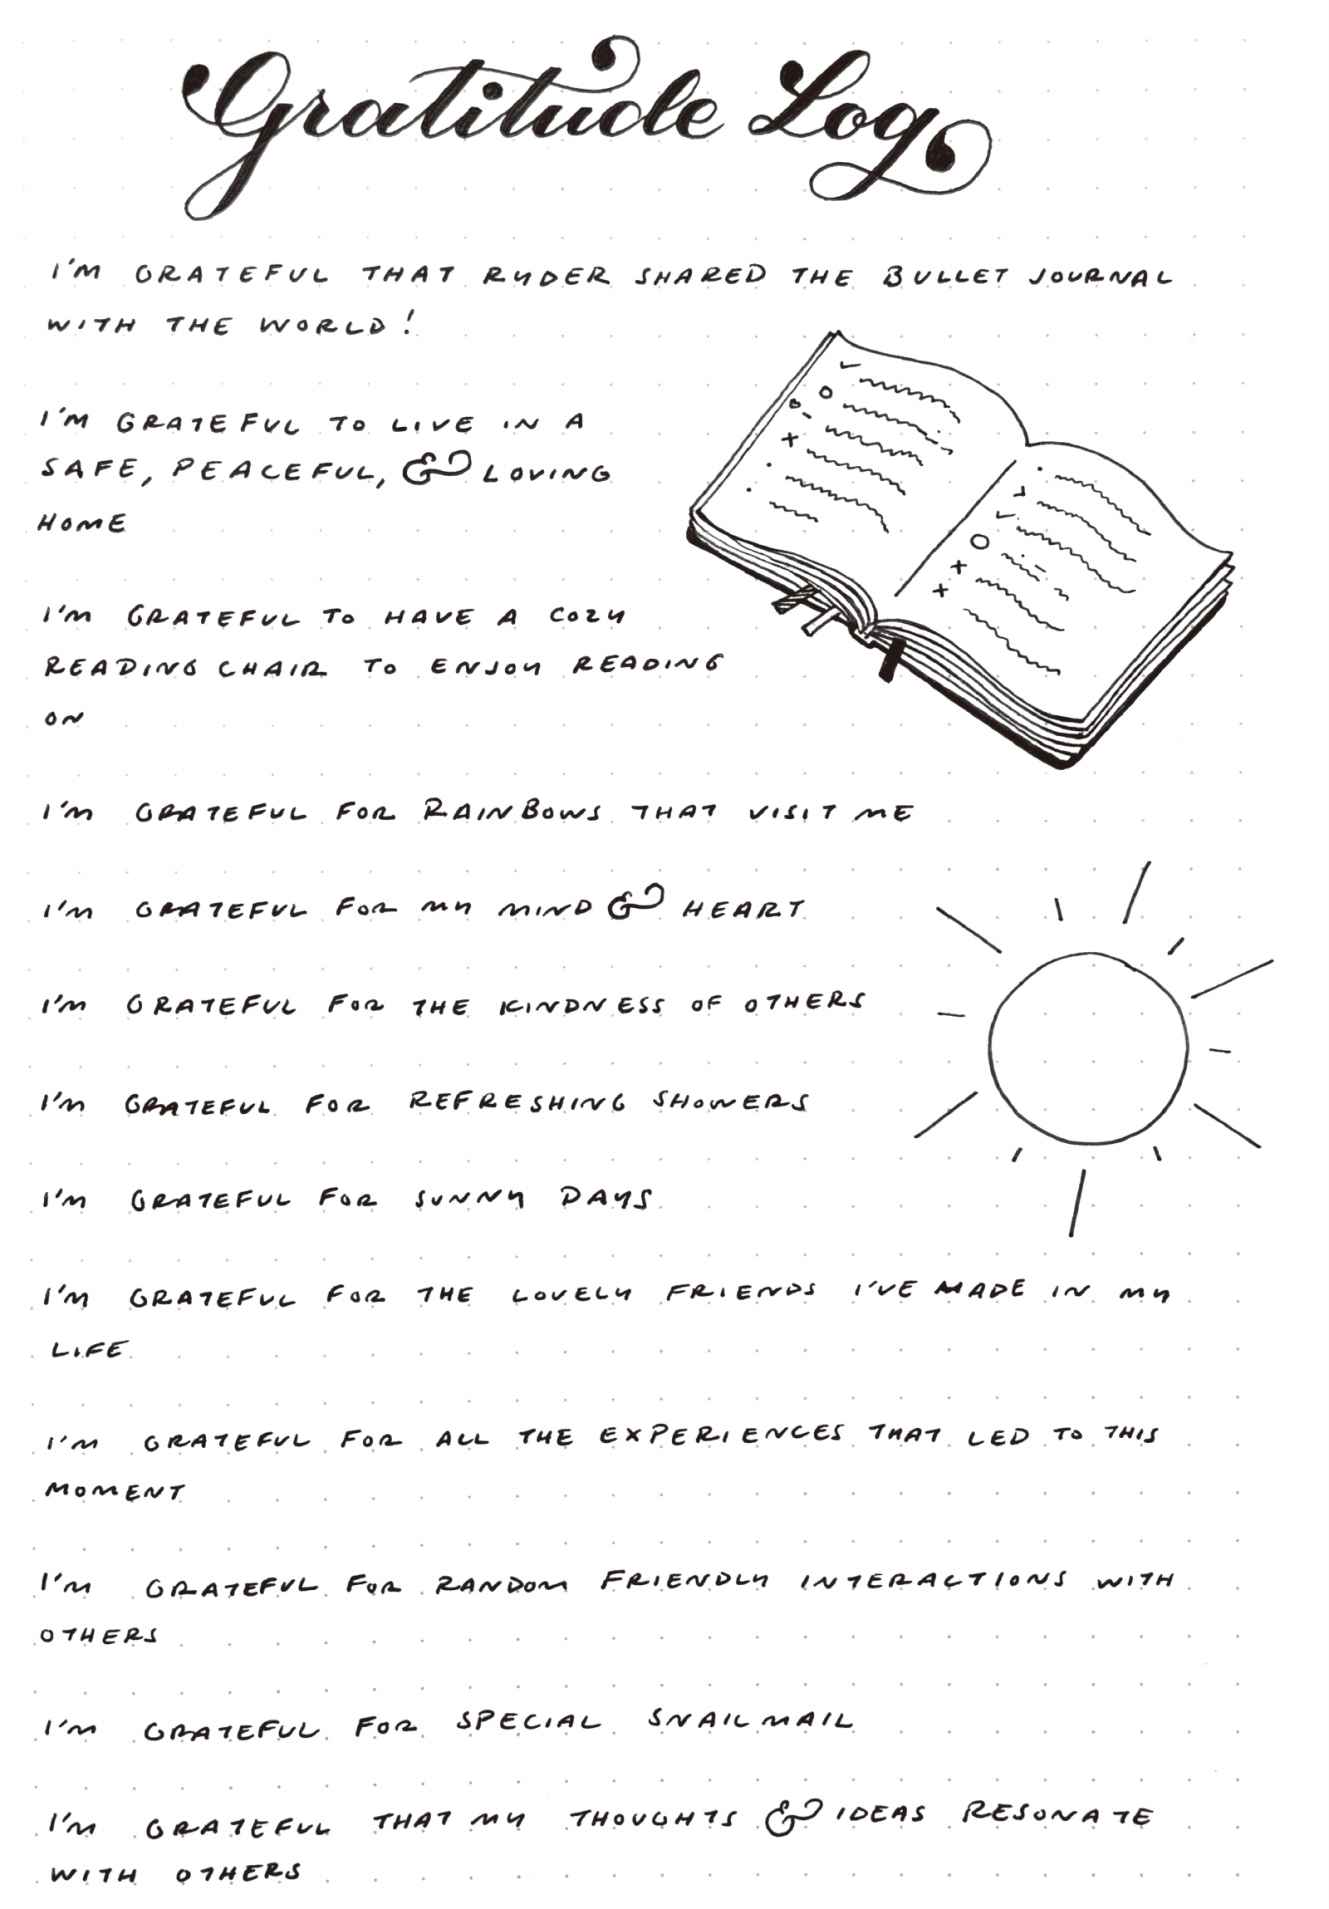 Gratitude Log
I'M GRATEFUL THAT RYDER SHARED THE BULLET JOURNAL
WITH THE WORLD!
I'M GRATEFUL TO LIVE IN A
SAFE, PEACEFUL, & LOVING
HOME
I'M GRATEFUL TO HAVE A COZY
READING CHAIR TO ENJOY READING
ON
I'M GRATEFUL FOR RAINBOWS THAT VISIT ME
I'M GRATEFUL FOR MY MIND & HEART
I'M GRATEFUL FOR THE KINDNESS OF OTHERS
I'M GRATEFUL FOR REFRESHING SHOWERS
I'M GRATEFUL FOR SUNNY DAYS
I'M GRATEFUL FOR THE LOVELY FRIENDS I'VE MADE IN MY
LIFE
I'M GRATEFUL FOR ALL THE EXPERIENCES THAT LED TO THIS
MOMENT
I'M GRATEFUL FOR RANDOM FRIENDLY INTERACTIONS WITH
OTHERS
I'M GRATEFUL FOR SPECIAL SNAIL MAIL
I'M GRATEFUL THAT MY THOUGHTS & IDEAS RESONATE
WITH OTHERS